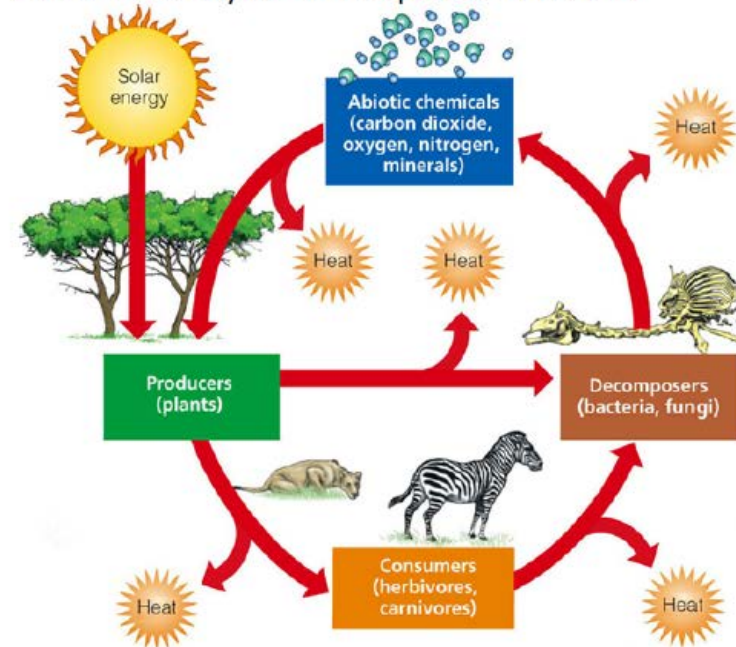 Solar
energy
Abiotic chemicals
(carbon dioxide,
oxygen, nitrogen,
minerals)
Heat
Heat
Heat
Producers
(plants)
Decomposers
(bacteria, fungi)
Consumers
(herbivores,
carnivores)
Heat
Heat